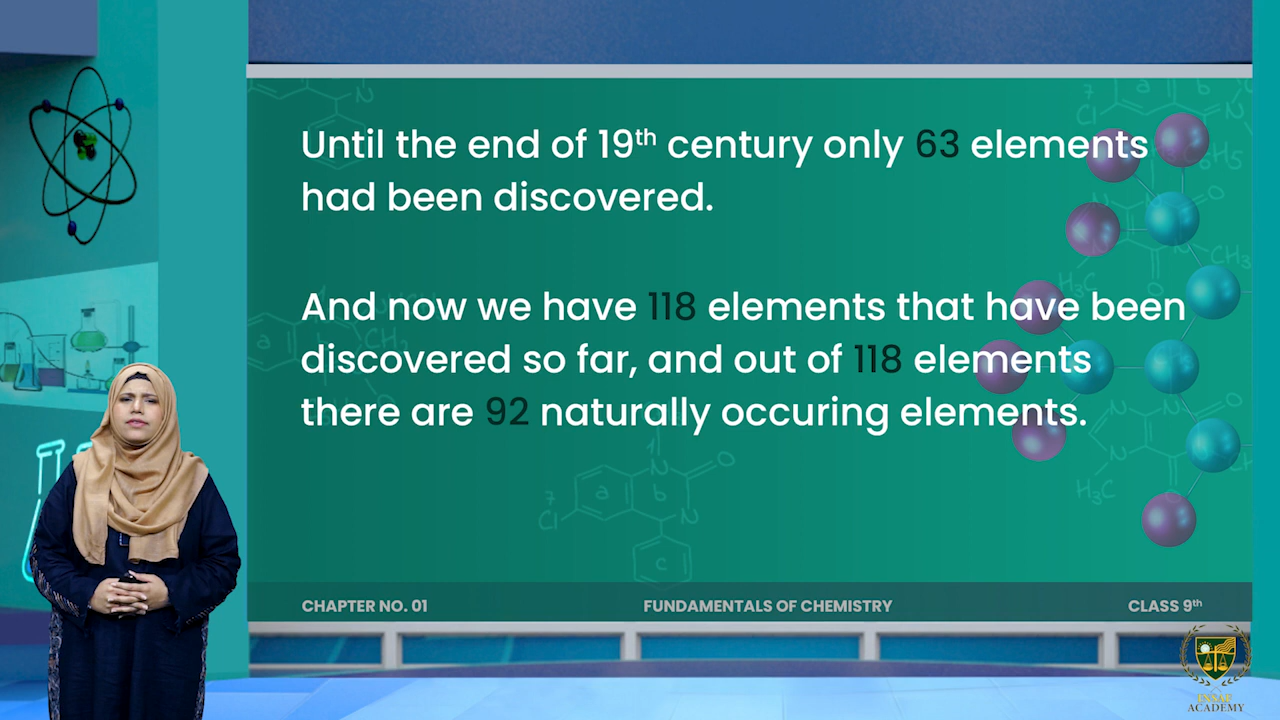 Until the end of 19th century only 63 elements
had been discovered.
And now we have 118 elements that have been
discovered so far, and out of 118 elements
there are 92 naturally occuring elements.
CHAPTER NO. 01
FUNDAMENTALS OF CHEMISTRY
CLASS 9th
INSAF
ACADEMY